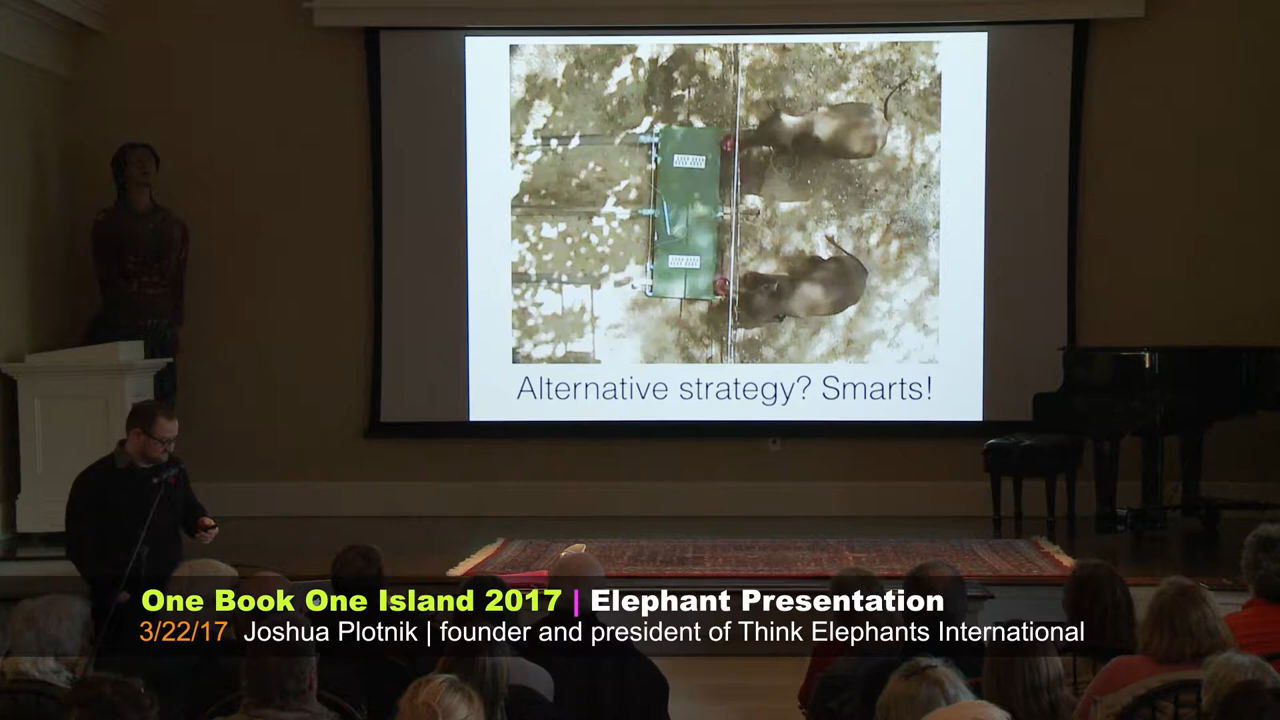 Alternative strategy? Smarts!
One Book One Island 2017 | Elephant Presentation
3/22/17 Joshua Plotnik | founder and president of Think Elephants International